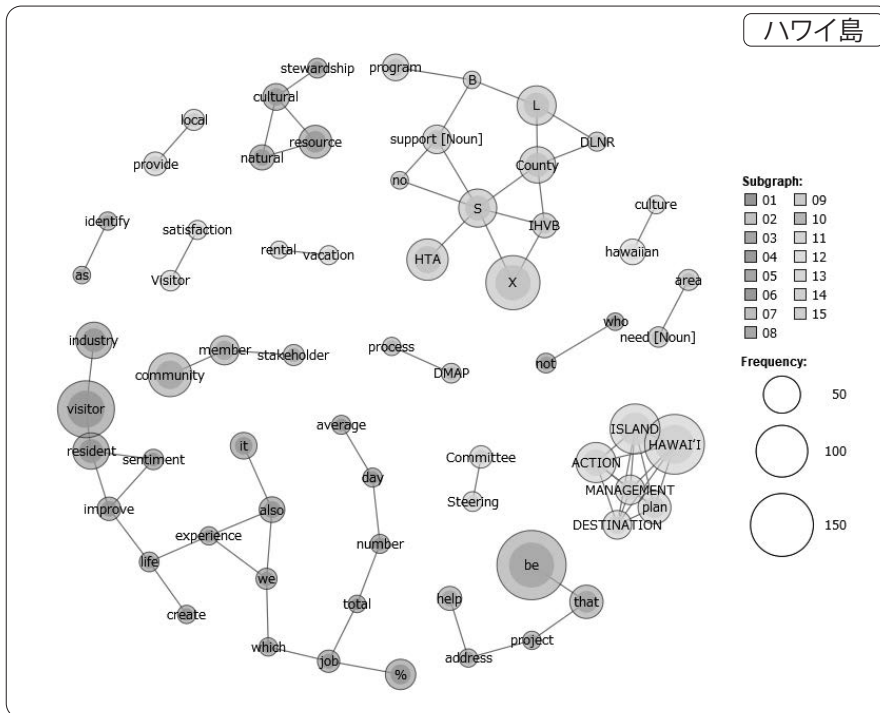 ハワイ島
stewardship
program
B
cultural
L
local
resource
support [Noun]
DLNR
provide
natural
County
no
culture
identify
satisfaction
S
IHVB
rental
vacation
hawaiian
as
Visitor
HTA
X
area
who
need [Noun]
industry
member
stakeholder
process
not
community
DMAP
visitor
average
ISLAND
HAWAI'I
resident
sentiment
it
Committee
ACTION
day
MANAGEMENT
improve
also
Steering
plan
DESTINATION
experience
number
life
we
be
create
total
help
that
which
job
address
project
%
Subgraph:
01 09
02 10
03 11
04 12
05 13
06 14
07 15
08
Frequency:
50
100
150